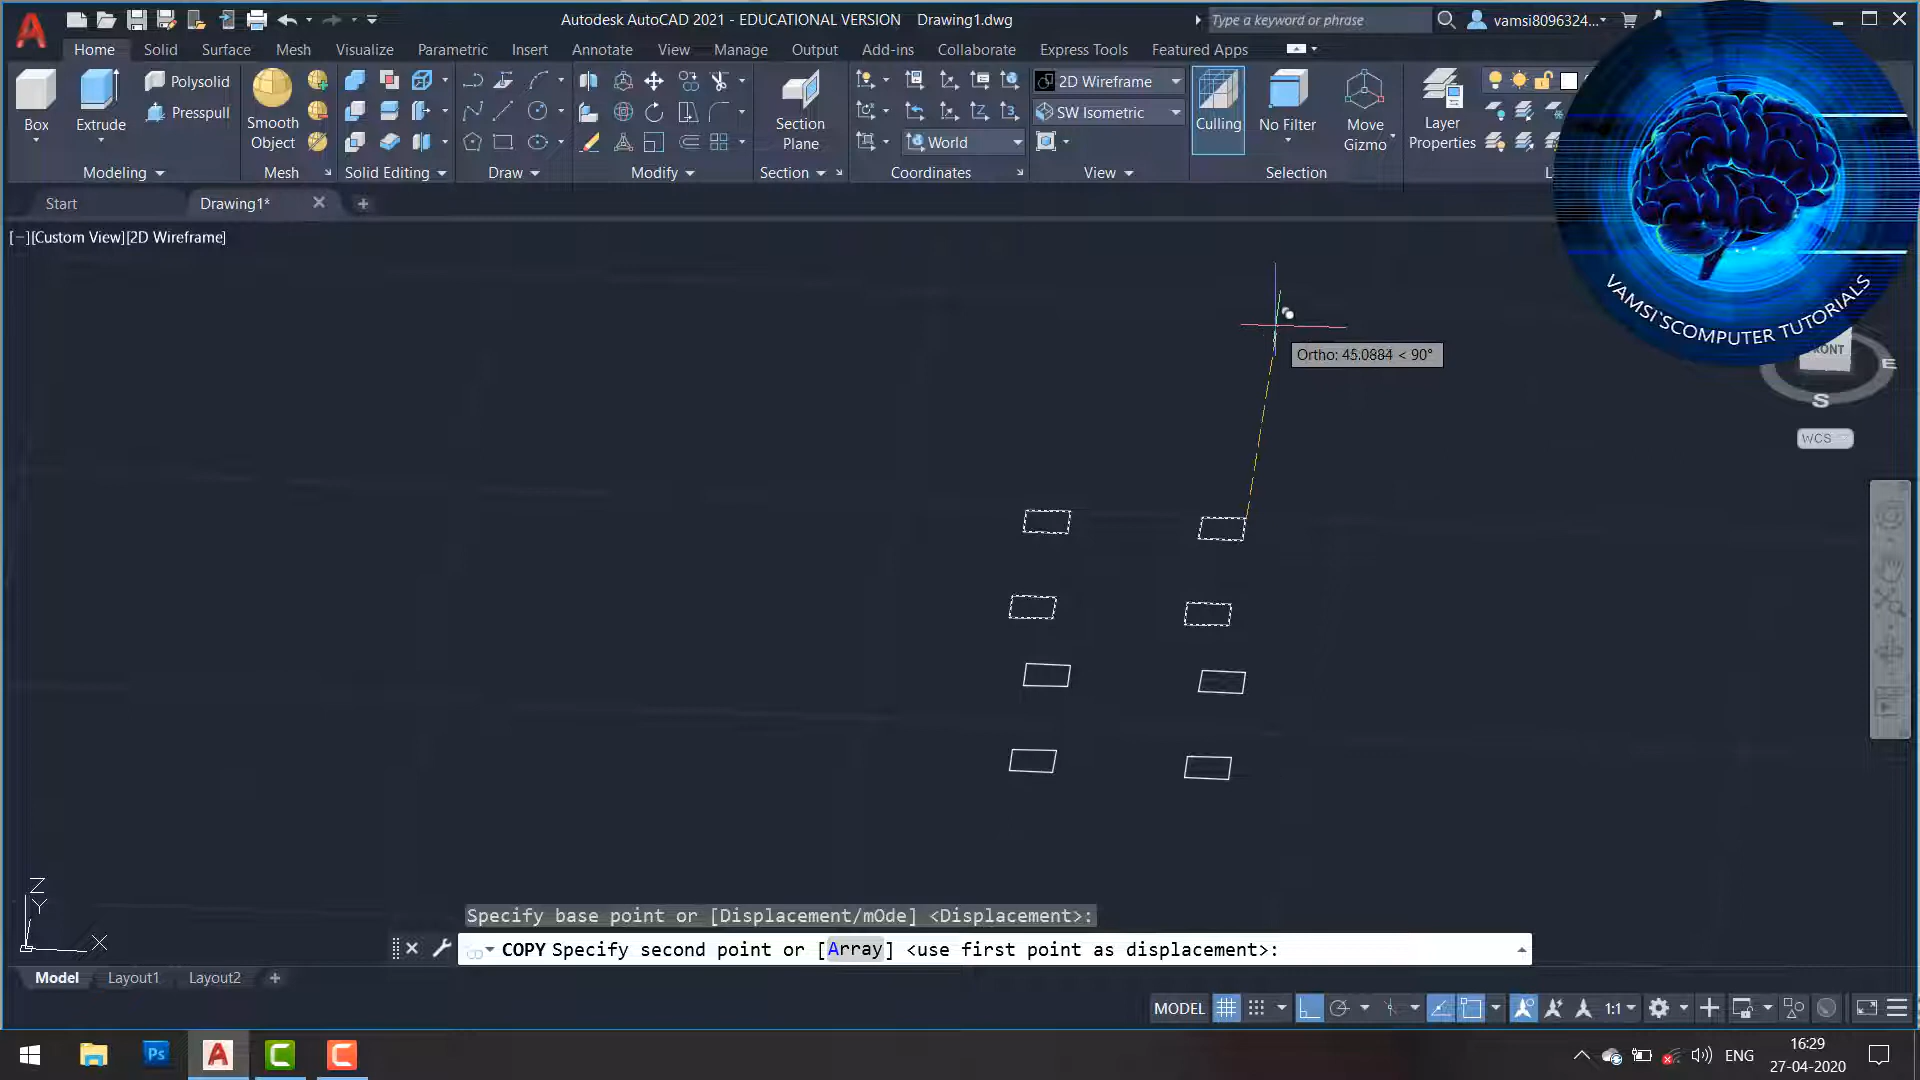 Autodesk AutoCAD 2021 - EDUCATIONAL VERSION Drawing1.dwg
Type a keyword or phrase
vamsi8096324...
Home Solid Surface Mesh Visualize Parametric Insert Annotate View Manage Output Add-ins Collaborate Express Tools Featured Apps
Box
Extrude
Polysolid
Presspull
Smooth Object
Section Plane
World
2D Wireframe
SW Isometric
Culling
No Filter
Move Gizmo
Layer Properties
Modeling Mesh Solid Editing Draw Modify Section Coordinates View Selection
Start Drawing1*
[−][Custom View][2D Wireframe]
VAMSI`SCOMPUTER TUTORIALS
Ortho: 45.0884 < 90°
E
S
WCS
Z
Y
X
Specify base point or [Displacement/mOde] <Displacement>:
COPY Specify second point or [Array] <use first point as displacement>:
Model Layout1 Layout2
MODEL 1:1
Ps
ENG
16:29
27-04-2020